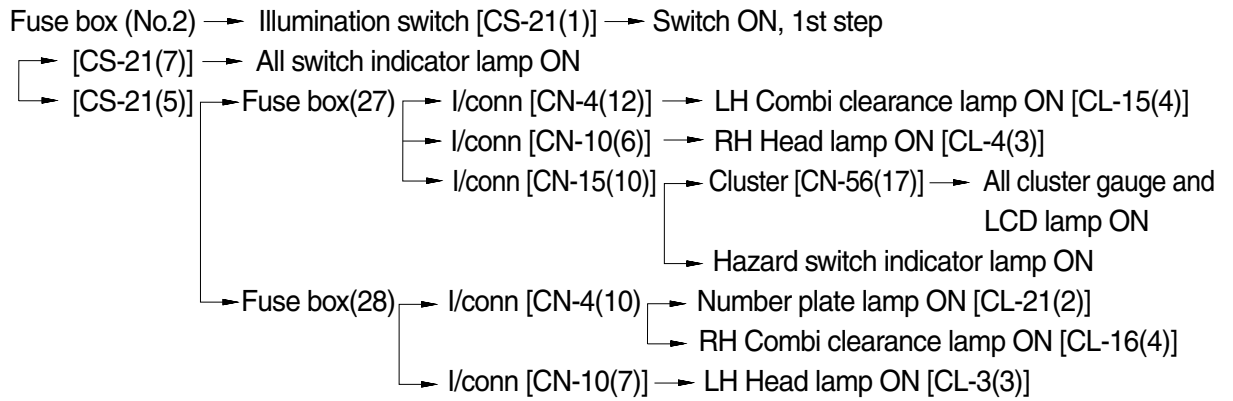 Fuse box (No.2) → Illumination switch [CS-21(1)] → Switch ON, 1st step
[CS-21(7)] → All switch indicator lamp ON
[CS-21(5)] → Fuse box(27) → I/conn [CN-4(12)] → LH Combi clearance lamp ON [CL-15(4)]
→ I/conn [CN-10(6)] → RH Head lamp ON [CL-4(3)]
→ I/conn [CN-15(10)] → Cluster [CN-56(17)] → All cluster gauge and
LCD lamp ON
→ Hazard switch indicator lamp ON
→ Fuse box(28) → I/conn [CN-4(10) → Number plate lamp ON [CL-21(2)]
→ RH Combi clearance lamp ON [CL-16(4)]
→ I/conn [CN-10(7)] → LH Head lamp ON [CL-3(3)]